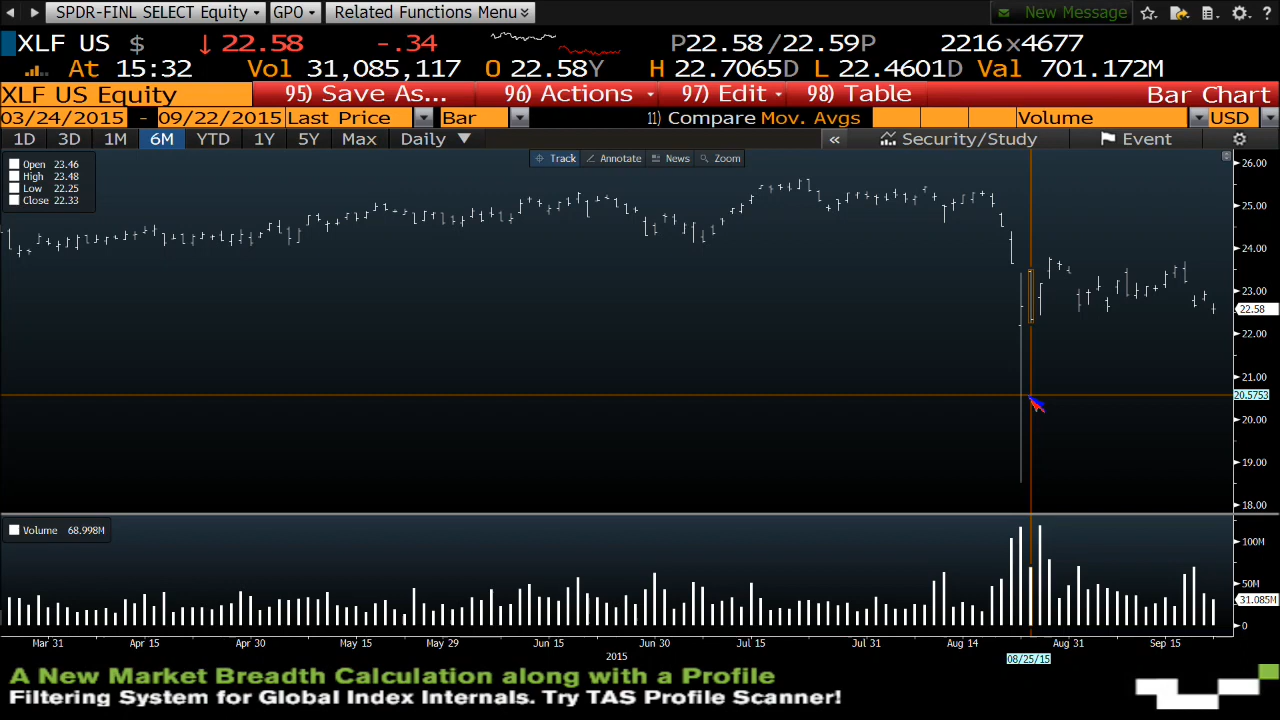 SPDR-FINL SELECT Equity GPO Related Functions Menu New Message ?
XLF US $ ↓ 22.58 -.34 P22.58 /22.59P 2216x4677
At 15:32 Vol 31,085,117 O 22.58Y H 22.7065D L 22.4601D Val 701.172M
XLF US Equity 95) Save As... 96) Actions 97) Edit 98) Table Bar Chart
03/24/2015 - 09/22/2015 Last Price Bar 11) Compare Mov. Avgs Volume USD
1D 3D 1M 6M YTD 1Y 5Y Max Daily ▼ « Security/Study Event
Track Annotate News Zoom
Open 23.46
High 23.48
Low 22.25
Close 22.33
26.00
25.00
24.00
23.00
22.58
22.00
21.00
20.5753
20.00
19.00
18.00
Volume 68.998M
100M
50M
31.085M
0
Mar 31 Apr 15 Apr 30 May 15 May 29 Jun 15 Jun 30 Jul 15 Jul 31 Aug 14 Aug 31 Sep 15
2015 08/25/15
A New Market Breadth Calculation along with a Profile
Filtering System for Global Index Internals. Try TAS Profile Scanner!